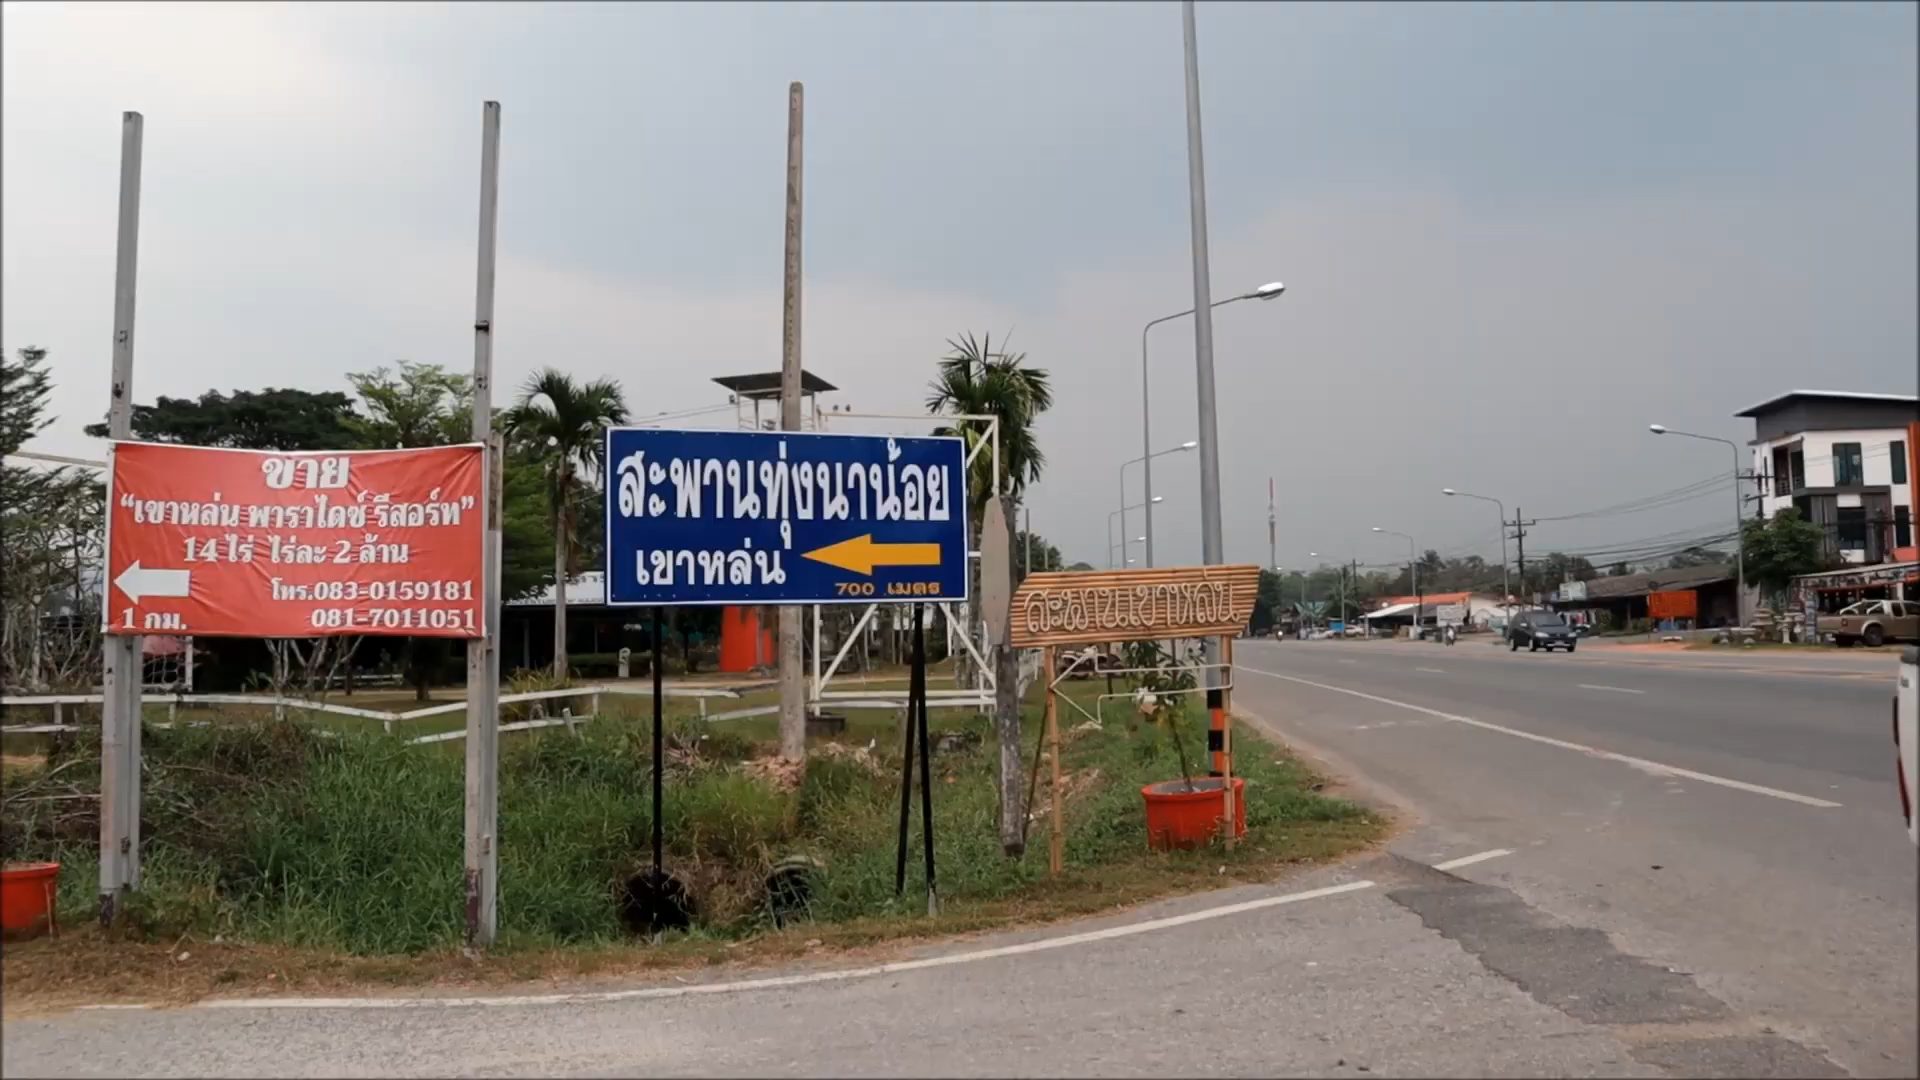 ขาย
“เขาหล่น พาราไดซ์ รีสอร์ท”
14 ไร่ ไร่ละ 2 ล้าน
โทร.083-0159181
1 กม. 081-7011051
สะพานทุ่งนาน้อย
เขาหล่น
700 เมตร
สะพานเขาหล่น